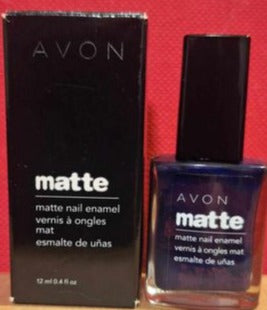 AVON
matte
matte nail enamel
vernis à ongles
mat
esmalte de uñas
12 ml 0.4 fl oz
AVON
matte
matte nail enamel
vernis à ongles mat
esmalte de uñas